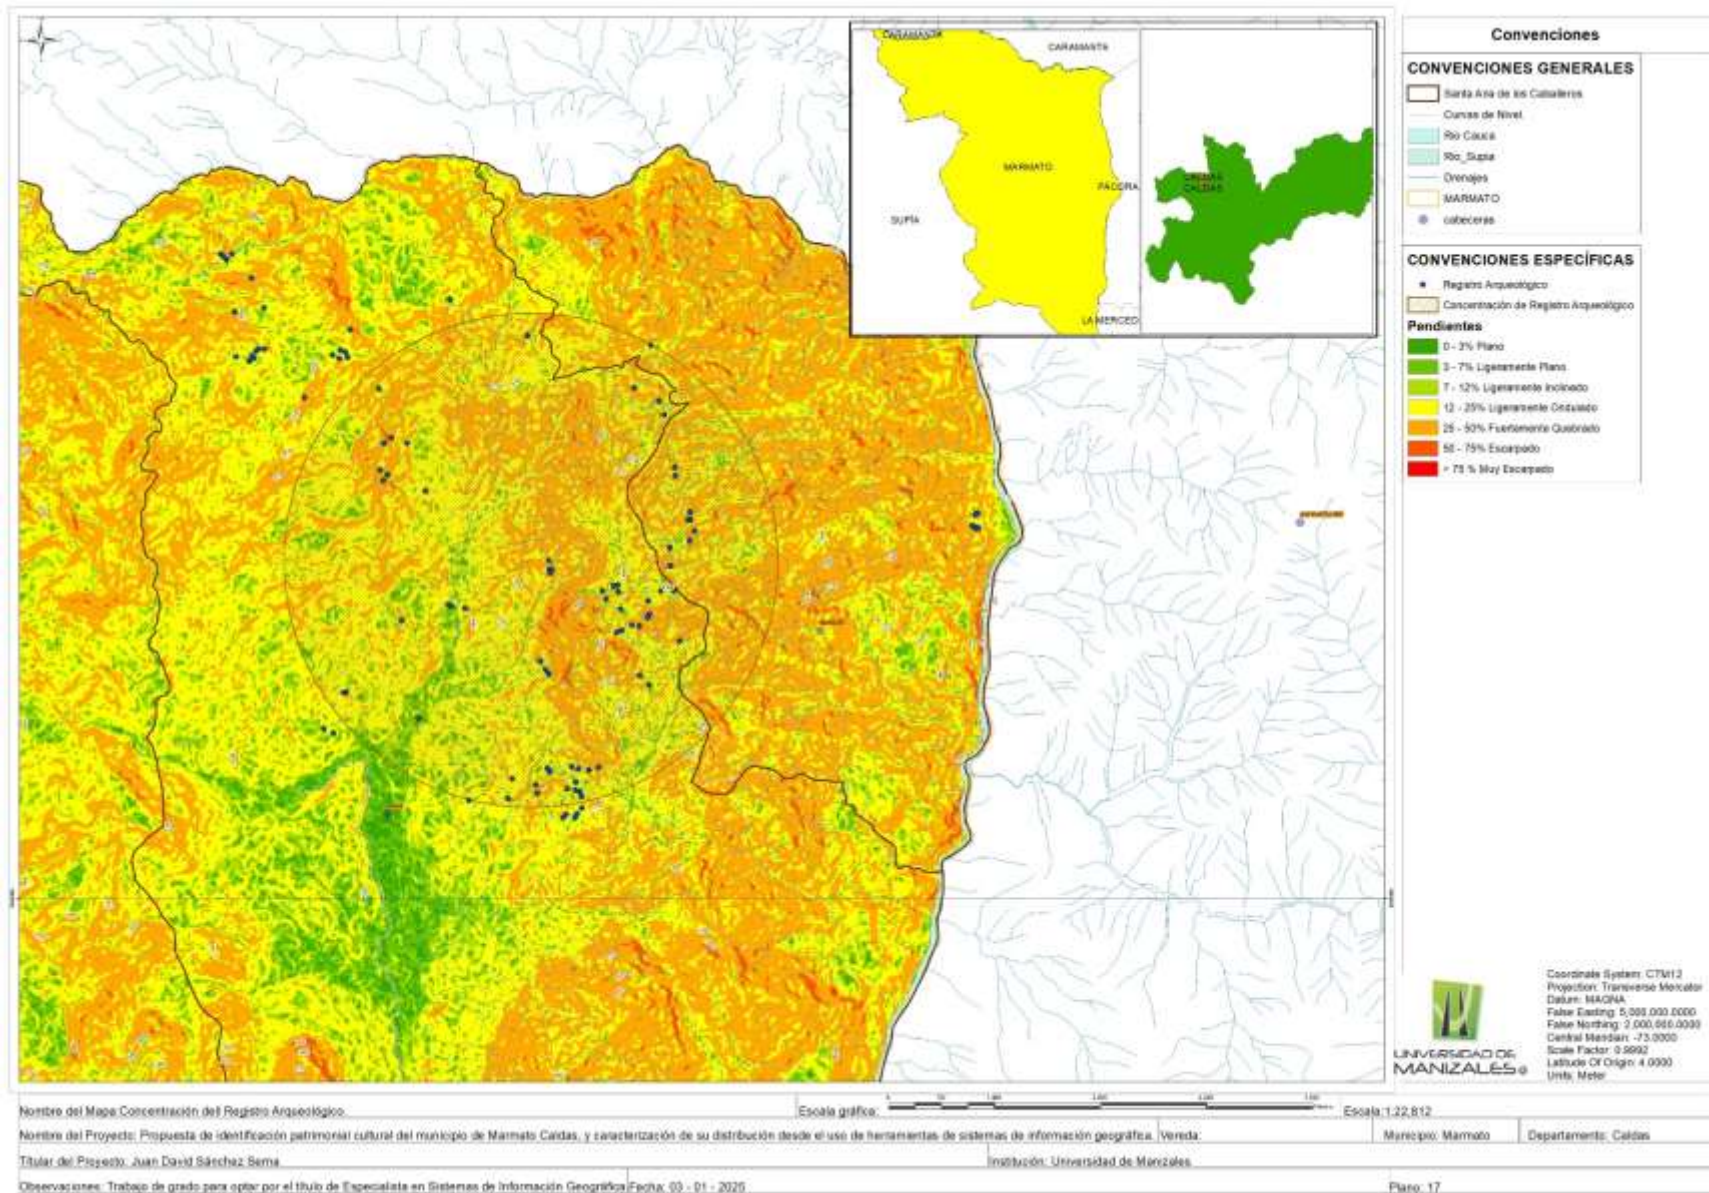 CARAMANTA
CARAMANTA
MARMATO
PÁCORA
SUPÍA
LA MERCED
CALDAS
Convenciones
CONVENCIONES GENERALES
Santa Ana de los Caballeros
Curvas de Nivel
Rio Cauca
Rio_Supia
Drenajes
MARMATO
cabeceras
CONVENCIONES ESPECÍFICAS
Registro Arqueológico
Concentración de Registro Arqueológico
Pendientes
0 - 3% Plano
3 - 7% Ligeramente Plano
7 - 12% Ligeramente Inclinado
12 - 25% Ligeramente Ondulado
25 - 50% Fuertemente Quebrado
50 - 75% Escarpado
> 75 % Muy Escarpado
UNIVERSIDAD DE
MANIZALES
Coordinate System: CTM12
Projection: Transverse Mercator
Datum: MAGNA
False Easting: 5,000,000.0000
False Northing: 2,000,000.0000
Central Meridian: -73.0000
Scale Factor: 0.9992
Latitude Of Origin: 4.0000
Units: Meter
Nombre del Mapa Concentración dell Registro Arqueológico.
Escala gráfica:
Escala:1:22,812
Nombre del Proyecto: Propuesta de identificación patrimonial cultural del municipio de Marmato Caldas, y caracterización de su distribución desde el uso de herramientas de sistemas de información geográfica.
Vereda:
Municipio: Marmato
Departamento: Caldas
Títular del Proyecto: Juan David Sánchez Serna
Institución: Universidad de Manizales
Observaciones: Trabajo de grado para optar por el título de Especialista en Sistemas de Información Geográfica
Fecha: 03 - 01 - 2025
Plano: 17